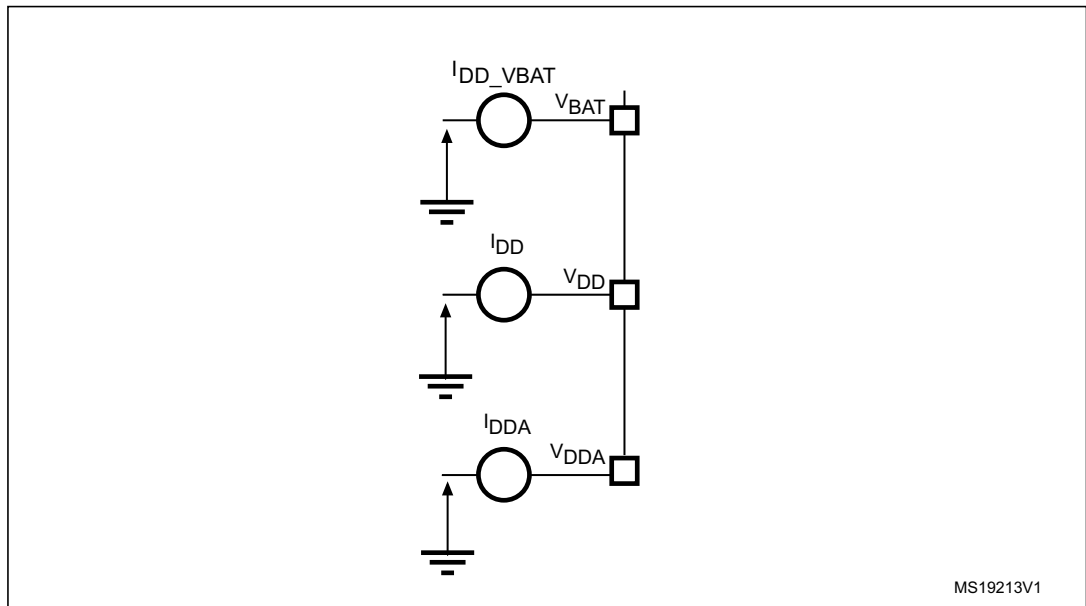 IDD_VBAT
VBAT
IDD
VDD
IDDA
VDDA
MS19213V1